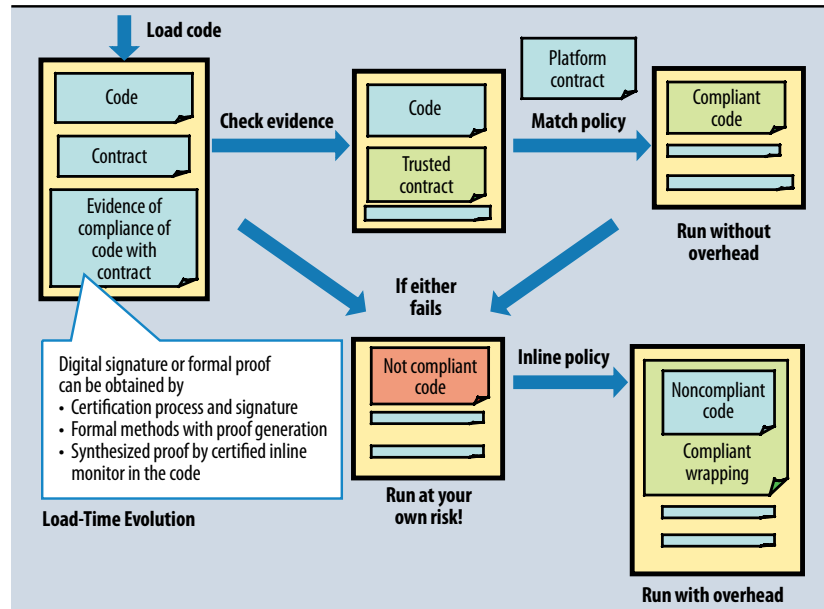 Load code
Code
Contract
Evidence of
compliance of
code with
contract
Check evidence
Code
Trusted
contract
Platform
contract
Match policy
Compliant
code
Run without
overhead
If either
fails
Digital signature or formal proof
can be obtained by
• Certification process and signature
• Formal methods with proof generation
• Synthesized proof by certified inline
monitor in the code
Load-Time Evolution
Not compliant
code
Run at your
own risk!
Inline policy
Noncompliant
code
Compliant
wrapping
Run with overhead